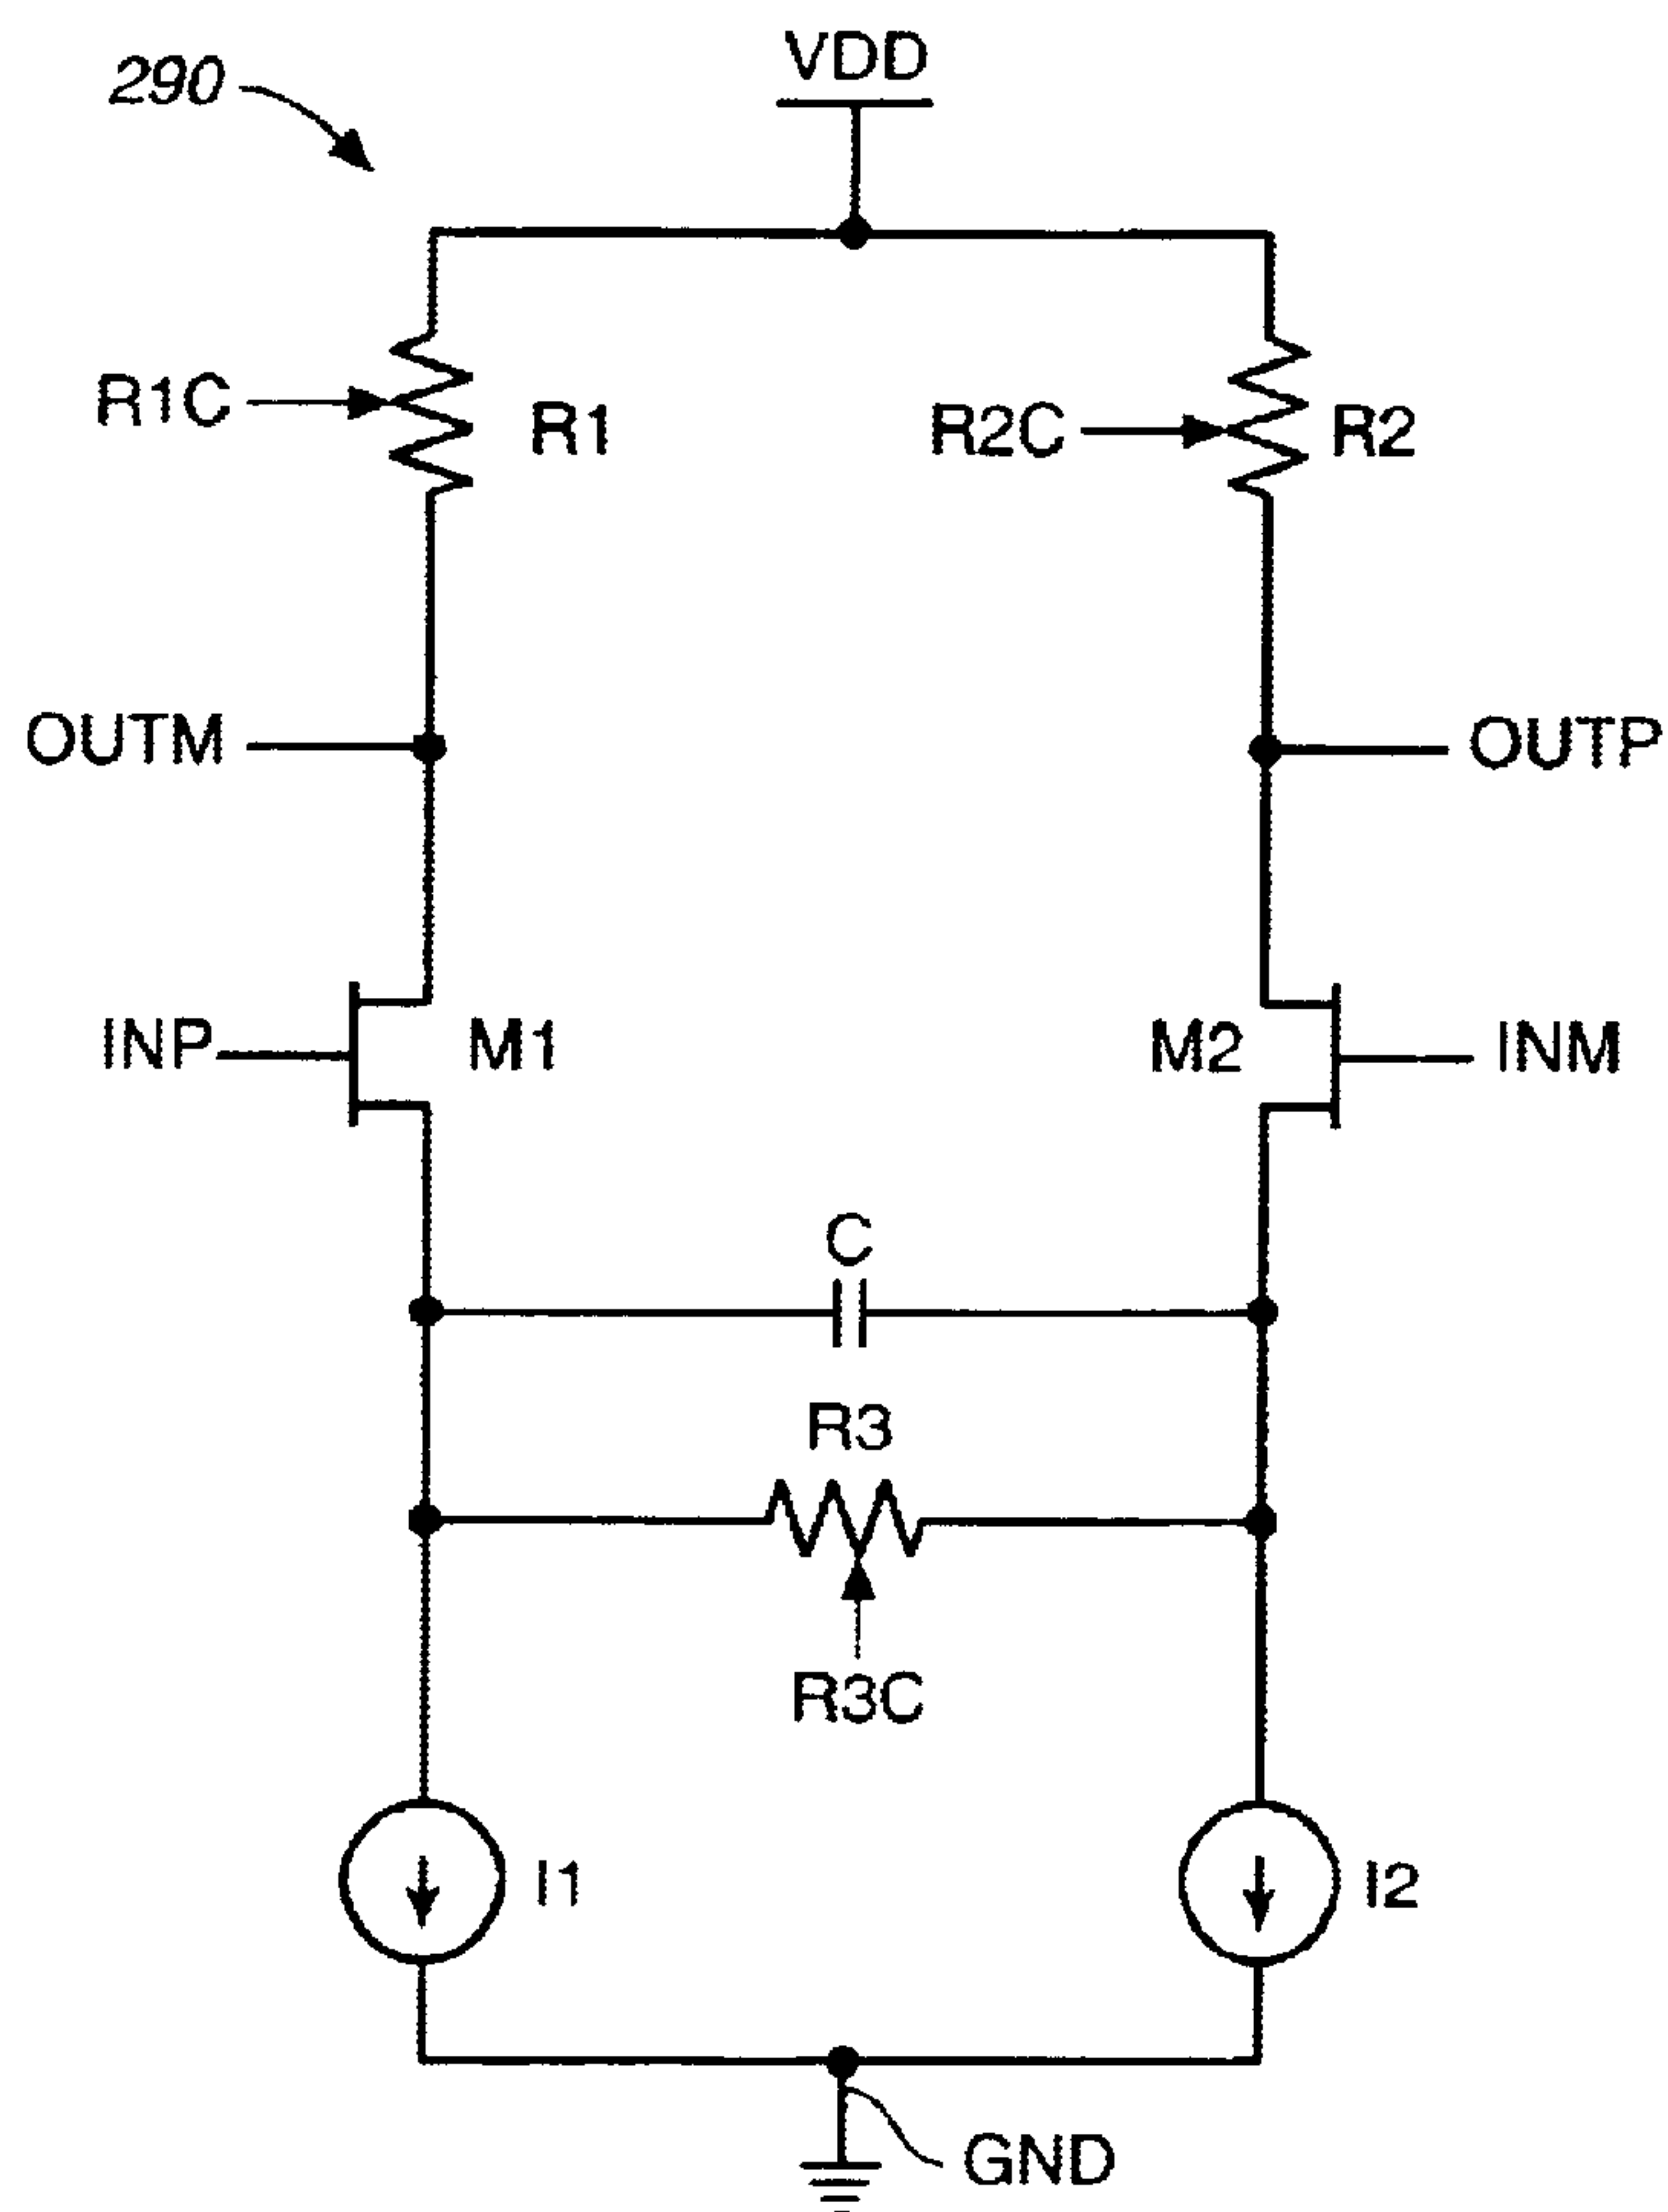 290
VDD
R1C
R1
R2C
R2
OUTM
OUTP
INP
M1
M2
INM
C
R3
R3C
I1
I2
GND